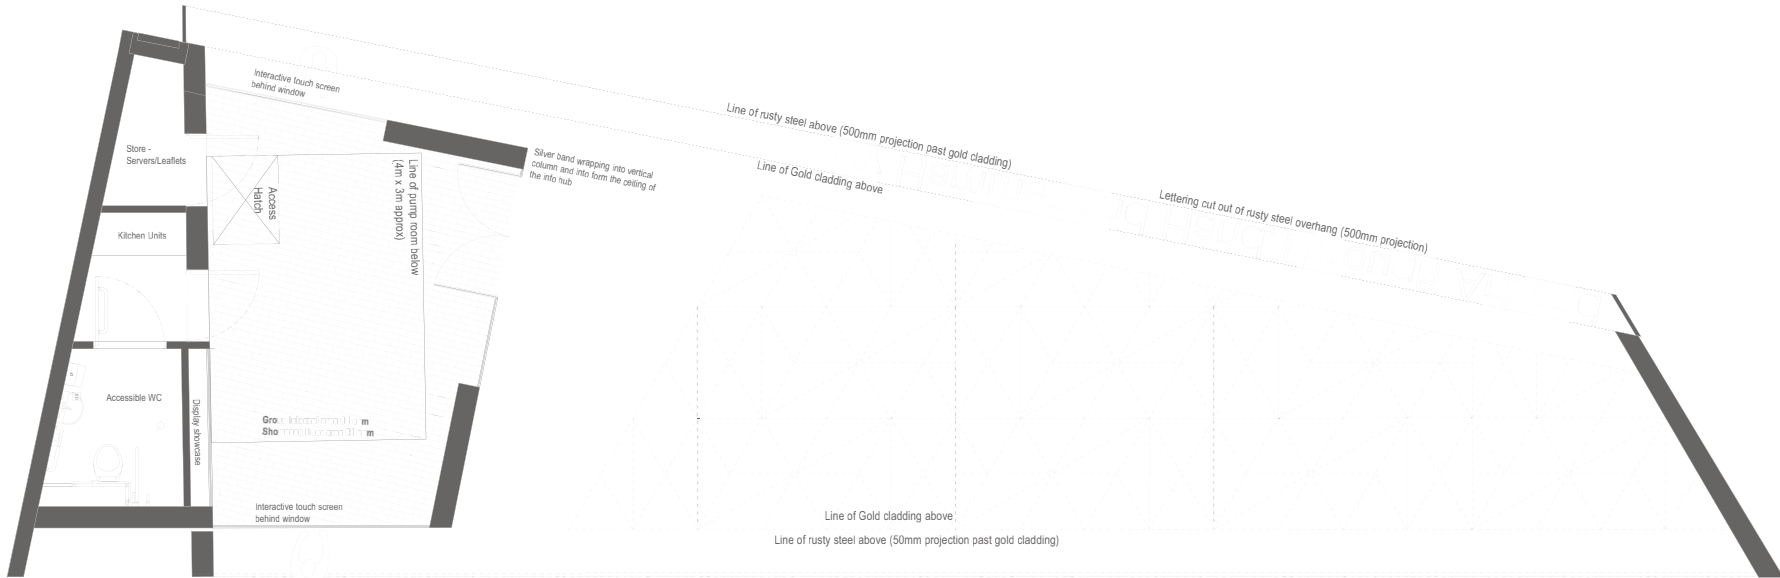 Interactive touch screen
behind window
Line of rusty steel above (500mm projection past gold cladding)
Line of Gold cladding above
Lettering cut out of rusty steel overhang (500mm projection)
Silver band wrapping into vertical
column and into form the ceiling of
the info hub
Store -
Servers/Leaflets
Line of pump room below
(4m x 3m approx)
Access
Hatch
Kitchen Units
Accessible WC
Display showcase
Interactive touch screen
behind window
Line of Gold cladding above
Line of rusty steel above (50mm projection past gold cladding)